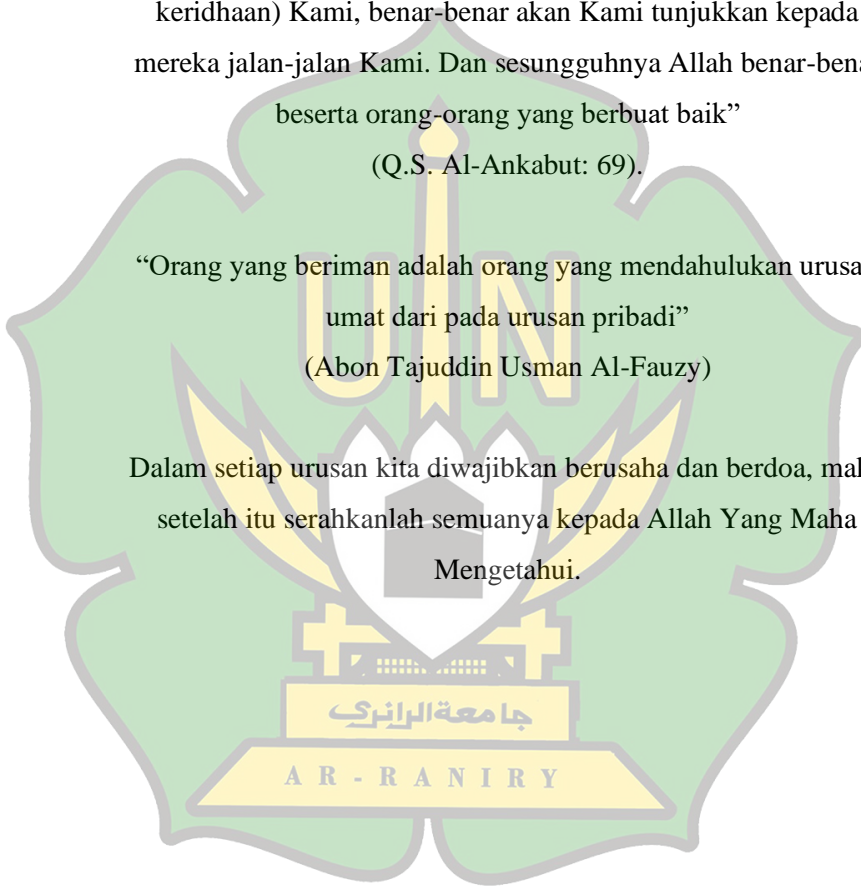 keridhaan) Kami, benar-benar akan Kami tunjukkan kepada
mereka jalan-jalan Kami. Dan sesungguhnya Allah benar-bena
beserta orang-orang yang berbuat baik”
(Q.S. Al-Ankabut: 69).
“Orang yang beriman adalah orang yang mendahulukan urusa
umat dari pada urusan pribadi”
(Abon Tajuddin Usman Al-Fauzy)
Dalam setiap urusan kita diwajibkan berusaha dan berdoa, mal
setelah itu serahkanlah semuanya kepada Allah Yang Maha
Mengetahui.
UIN
جامعةالرانري
AR-RANIRY